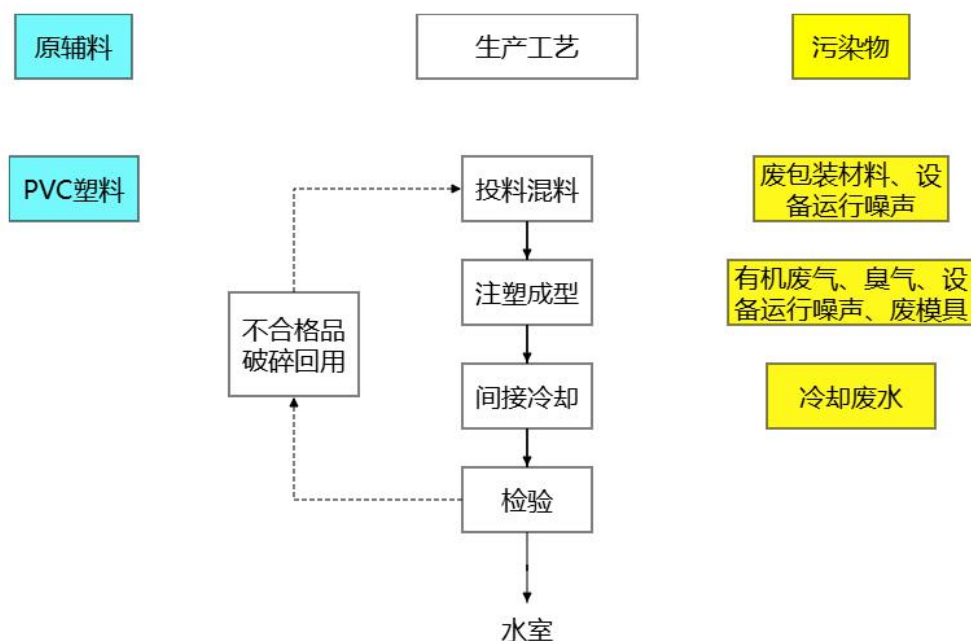 原辅料
生产工艺
污染物
PVC塑料
投料混料
废包装材料、设
备运行噪声
注塑成型
有机废气、臭气、设
备运行噪声、废模具
不合格品
破碎回用
间接冷却
冷却废水
检验
水室